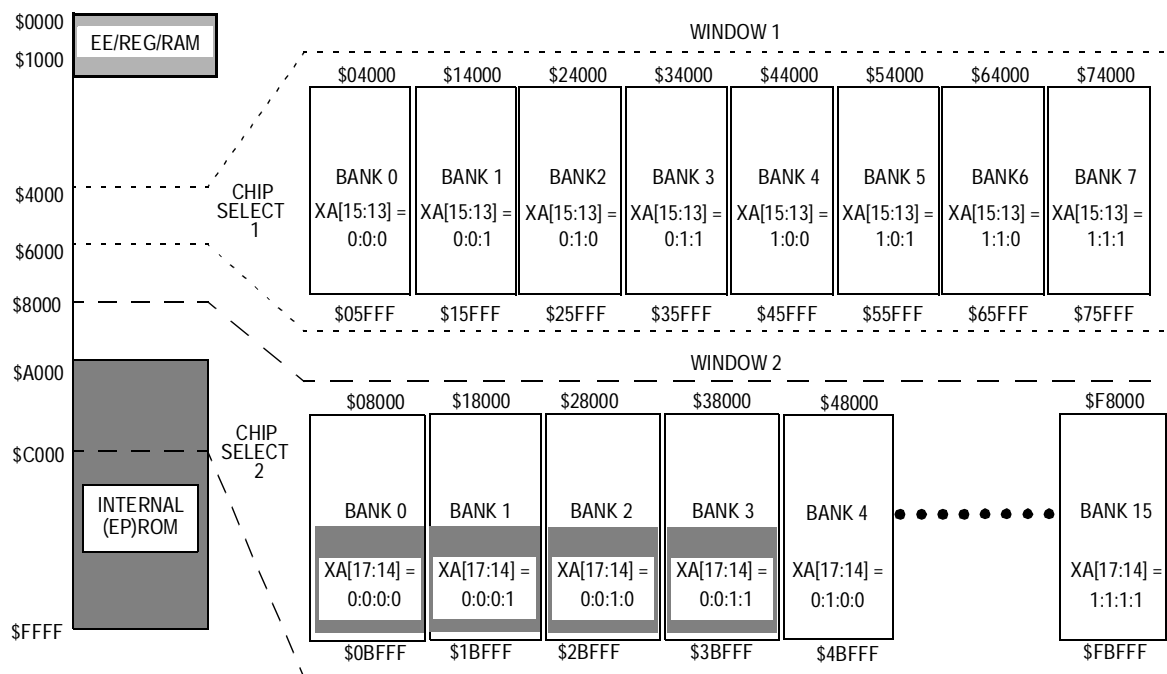 $0000
EE/REG/RAM
$1000
$4000
$6000
$8000
$A000
$C000
INTERNAL
(EP)ROM
$FFFF
CHIP
SELECT
1
CHIP
SELECT
2
WINDOW 1
$04000 $14000 $24000 $34000 $44000 $54000 $64000 $74000
BANK 0 BANK 1 BANK2 BANK 3 BANK 4 BANK 5 BANK6 BANK 7
XA[15:13] = XA[15:13] = XA[15:13] = XA[15:13] = XA[15:13] = XA[15:13] = XA[15:13] = XA[15:13] =
0:0:0 0:0:1 0:1:0 0:1:1 1:0:0 1:0:1 1:1:0 1:1:1
$05FFF $15FFF $25FFF $35FFF $45FFF $55FFF $65FFF $75FFF
WINDOW 2
$08000 $18000 $28000 $38000 $48000 $F8000
BANK 0 BANK 1 BANK 2 BANK 3 BANK 4 BANK 15
XA[17:14] = XA[17:14] = XA[17:14] = XA[17:14] = XA[17:14] = XA[17:14] =
0:0:0:0 0:0:0:1 0:0:1:0 0:0:1:1 0:1:0:0 1:1:1:1
$0BFFF $1BFFF $2BFFF $3BFFF $4BFFF $FBFFF